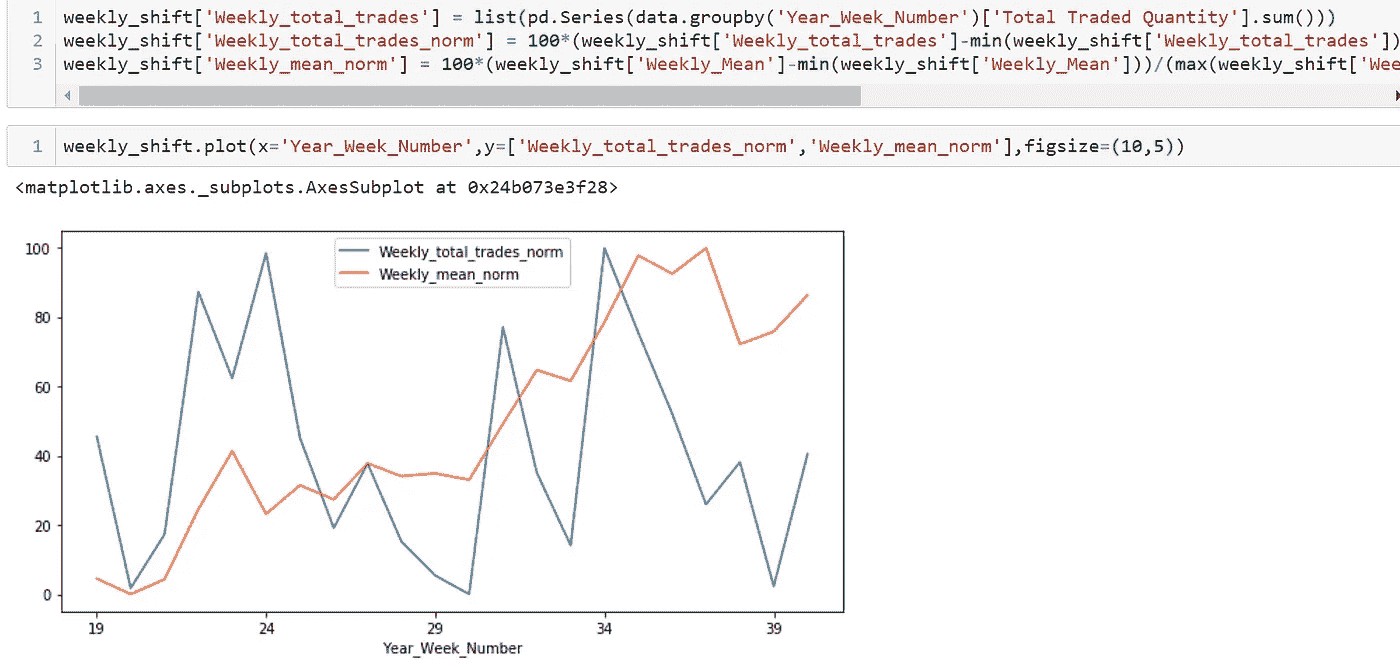 1 weekly_shift['Weekly_total_trades'] = list(pd.Series(data.groupby('Year_Week_Number')['Total Traded Quantity'].sum()))
2 weekly_shift['Weekly_total_trades_norm'] = 100*(weekly_shift['Weekly_total_trades']-min(weekly_shift['Weekly_total_trades'])
3 weekly_shift['Weekly_mean_norm'] = 100*(weekly_shift['Weekly_Mean']-min(weekly_shift['Weekly_Mean']))/(max(weekly_shift['Wee
1 weekly_shift.plot(x='Year_Week_Number',y=['Weekly_total_trades_norm','Weekly_mean_norm'],figsize=(10,5))
<matplotlib.axes._subplots.AxesSubplot at 0x24b073e3f28>
Weekly_total_trades_norm
Weekly_mean_norm
100
80
60
40
20
0
19 24 29 34 39
Year_Week_Number